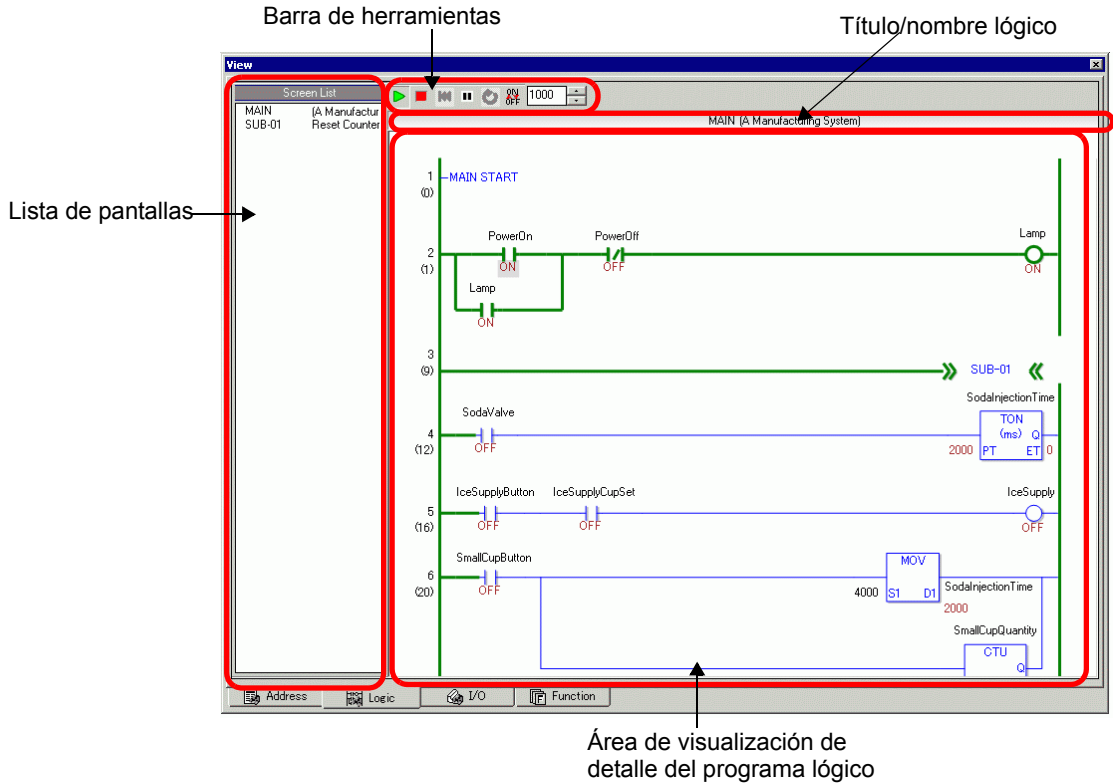 Barra de herramientas
Título/nombre lógico
View
Screen List
MAIN (A Manufactur
SUB-01 Reset Counter
ON OFF
1000
MAIN (A Manufacturing System)
Lista de pantallas
1 MAIN START
(0)
PowerOn PowerOff Lamp
2
(1) ON OFF ON
Lamp
ON
3
(9) SUB-01
SodaInjectionTime
SodaValve TON
4 (ms) Q
(12) OFF 2000 PT ET 0
IceSupplyButton IceSupplyCupSet IceSupply
5
(16) OFF OFF OFF
SmallCupButton MOV
6
(20) OFF 4000 S1 D1 SodaInjectionTime
2000
SmallCupQuantity
CTU
Q
Address Logic I/O Function
Área de visualización de
detalle del programa lógico